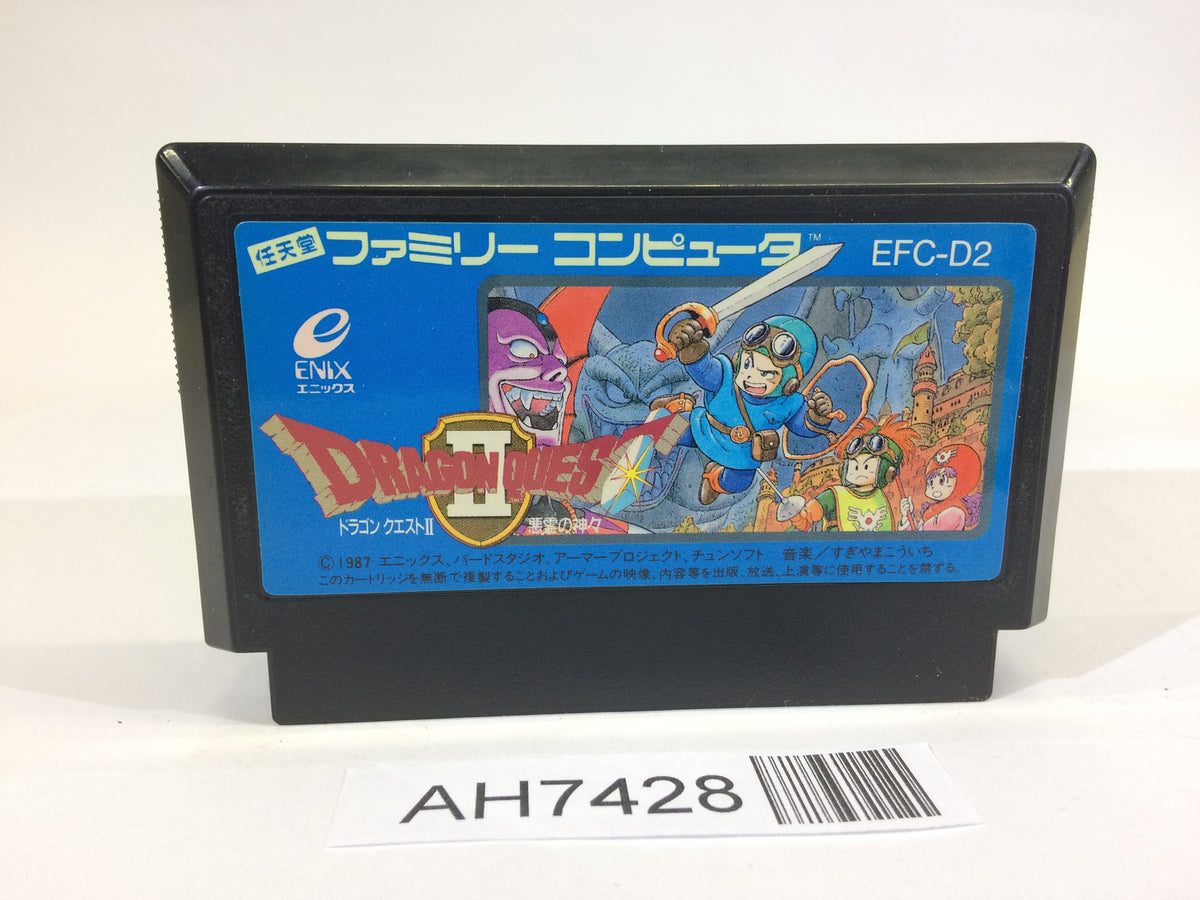 任天堂 ファミリー コンピュータ™ EFC-D2
ENIX
エニックス
DRAGON QUEST
II
ドラゴン クエストII 悪霊の神々
©1987 エニックス、バードスタジオ、アーマープロジェクト、チュンソフト 音楽/すぎやまこういち
このカートリッジを無断で複製することおよびゲームの映像、内容等を出版、放送、上演等に使用することを禁ずる。
AH7428